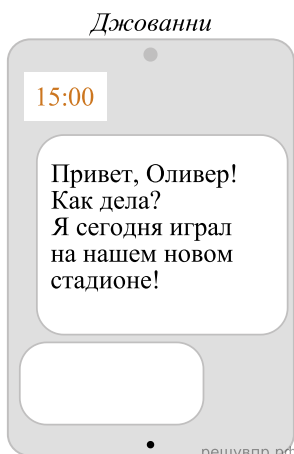 Джованни
15:00
Привет, Оливер!
Как дела?
Я сегодня играл
на нашем новом
стадионе!
решувпр.рф